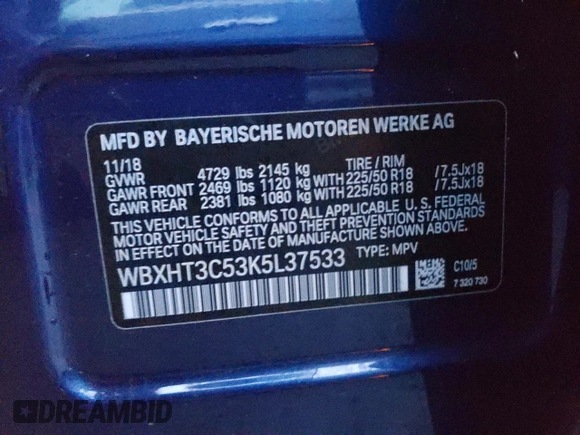 MFD BY BAYERISCHE MOTOREN WERKE AG
11/18 TIRE / RIM
GVWR 4729 lbs 2145 kg
GAWR FRONT 2469 lbs 1120 kg WITH 225/50 R18 /7.5Jx18
GAWR REAR 2381 lbs 1080 kg WITH 225/50 R18 /7.5Jx18
THIS VEHICLE CONFORMS TO ALL APPLICABLE U. S. FEDERAL
MOTOR VEHICLE SAFETY AND THEFT PREVENTION STANDARDS
IN EFFECT ON THE DATE OF MANUFACTURE SHOWN ABOVE.
WBXHT3C53K5L37533 TYPE: MPV
C10/5
7 320 730
DREAMBID